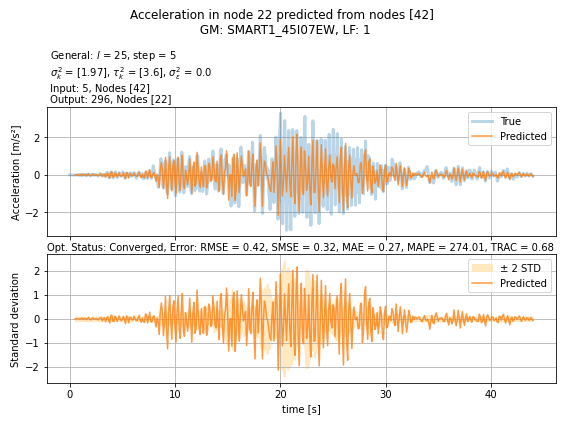 Acceleration in node 22 predicted from nodes [42]
GM: SMART1_45I07EW, LF: 1
General: l = 25, step = 5
σ²ₖ = [1.97], τ²ₖ = [3.6], σ²ε = 0.0
Input: 5, Nodes [42]
Output: 296, Nodes [22]
Acceleration [m/s²]
2
0
−2
True
Predicted
Opt. Status: Converged, Error: RMSE = 0.42, SMSE = 0.32, MAE = 0.27, MAPE = 274.01, TRAC = 0.68
Standard deviation
2
1
0
−1
−2
± 2 STD
Predicted
0
10
20
30
40
time [s]